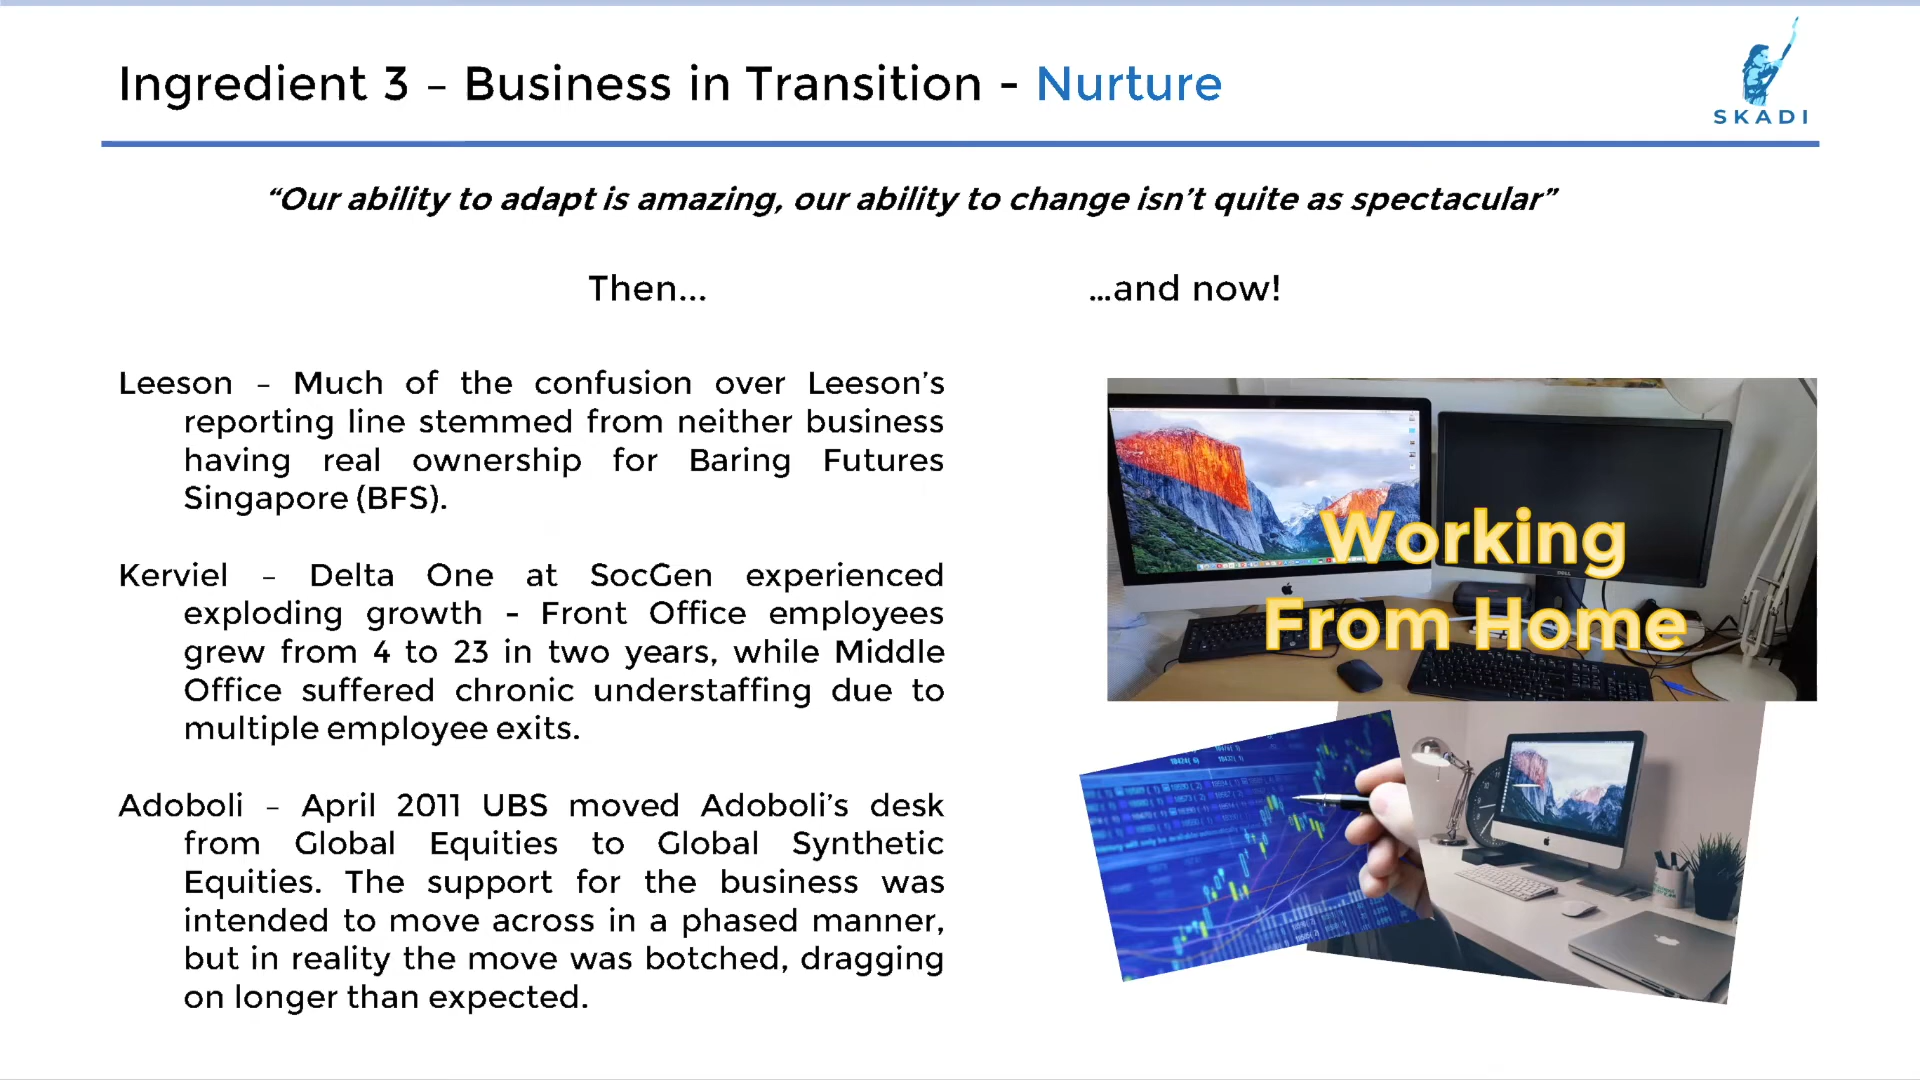 Ingredient 3 – Business in Transition - Nurture
SKADI
“Our ability to adapt is amazing, our ability to change isn’t quite as spectacular”
Then...
...and now!
Leeson – Much of the confusion over Leeson’s
reporting line stemmed from neither business
having real ownership for Baring Futures
Singapore (BFS).
Kerviel – Delta One at SocGen experienced
exploding growth - Front Office employees
grew from 4 to 23 in two years, while Middle
Office suffered chronic understaffing due to
multiple employee exits.
Adoboli – April 2011 UBS moved Adoboli’s desk
from Global Equities to Global Synthetic
Equities. The support for the business was
intended to move across in a phased manner,
but in reality the move was botched, dragging
on longer than expected.
Working
From Home
DELL